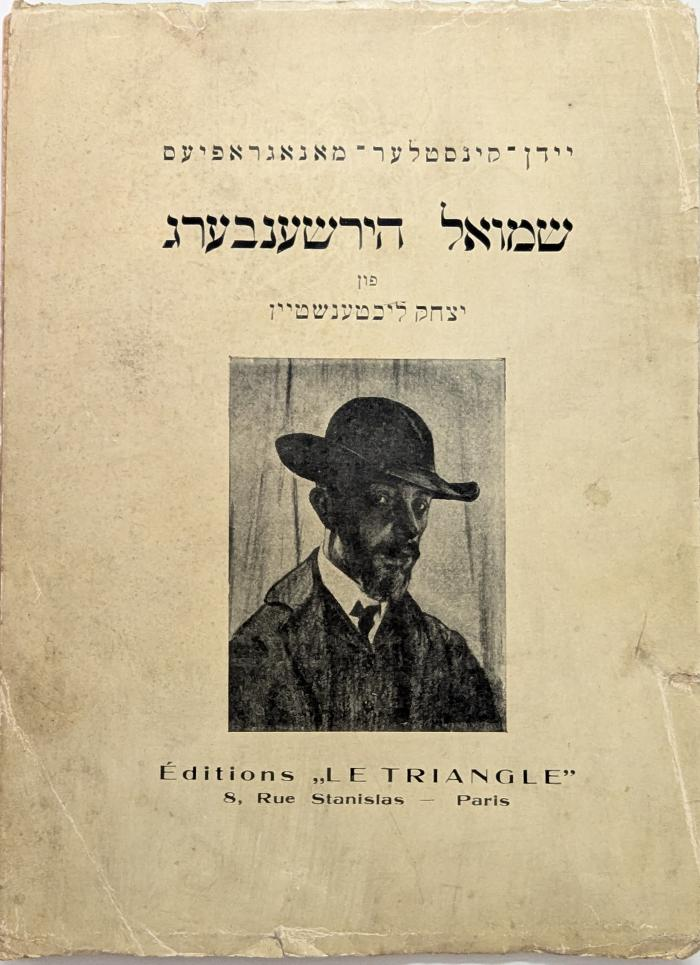 יידן־קינסטלער־מאנאגראפיעס
שמואל הירשענבערג
פון
יצחק ליכטענשטיין
Éditions „LE TRIANGLE”
8, Rue Stanislas — Paris